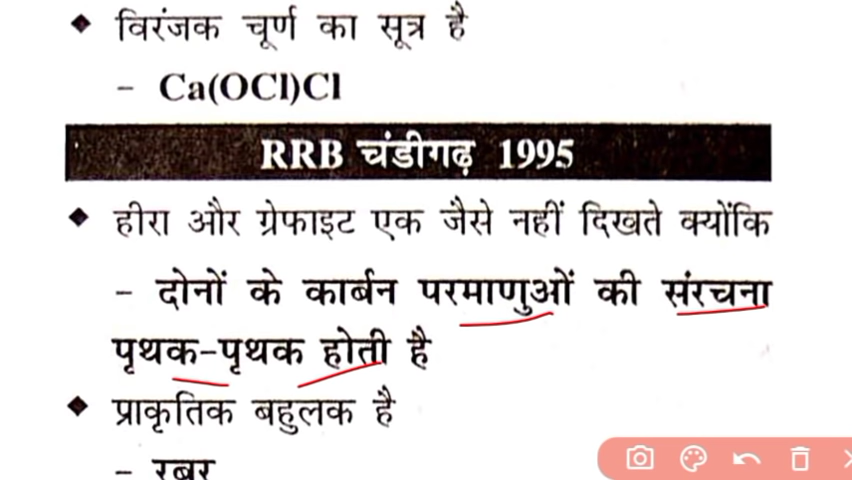 ◆ विरंजक चूर्ण का सूत्र है
– Ca(OCl)Cl
RRB चंडीगढ़ 1995
◆ हीरा और ग्रेफाइट एक जैसे नहीं दिखते क्योंकि
– दोनों के कार्बन परमाणुओं की संरचना
पृथक-पृथक होती है
◆ प्राकृतिक बहुलक है
– रबर